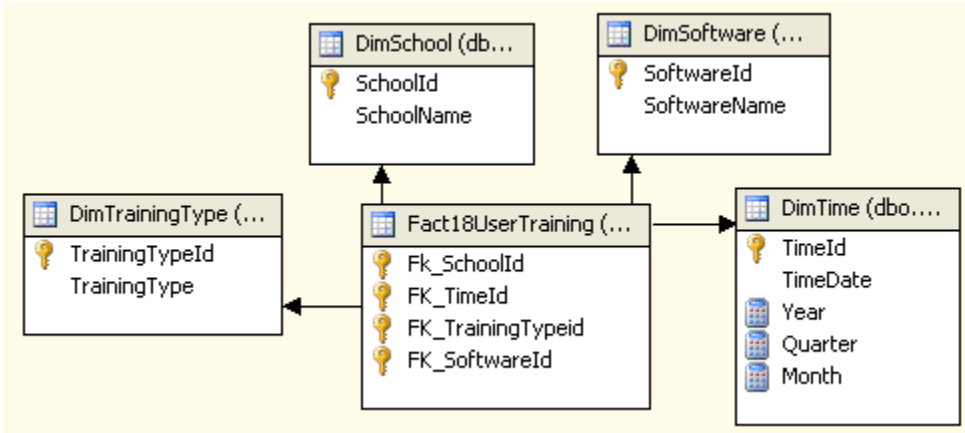 DimSchool (db...
SchoolId
SchoolName
DimSoftware (...
SoftwareId
SoftwareName
DimTrainingType (...
TrainingTypeId
TrainingType
Fact18UserTraining (...
Fk_SchoolId
FK_TimeId
FK_TrainingTypeid
FK_SoftwareId
DimTime (dbo....
TimeId
TimeDate
Year
Quarter
Month